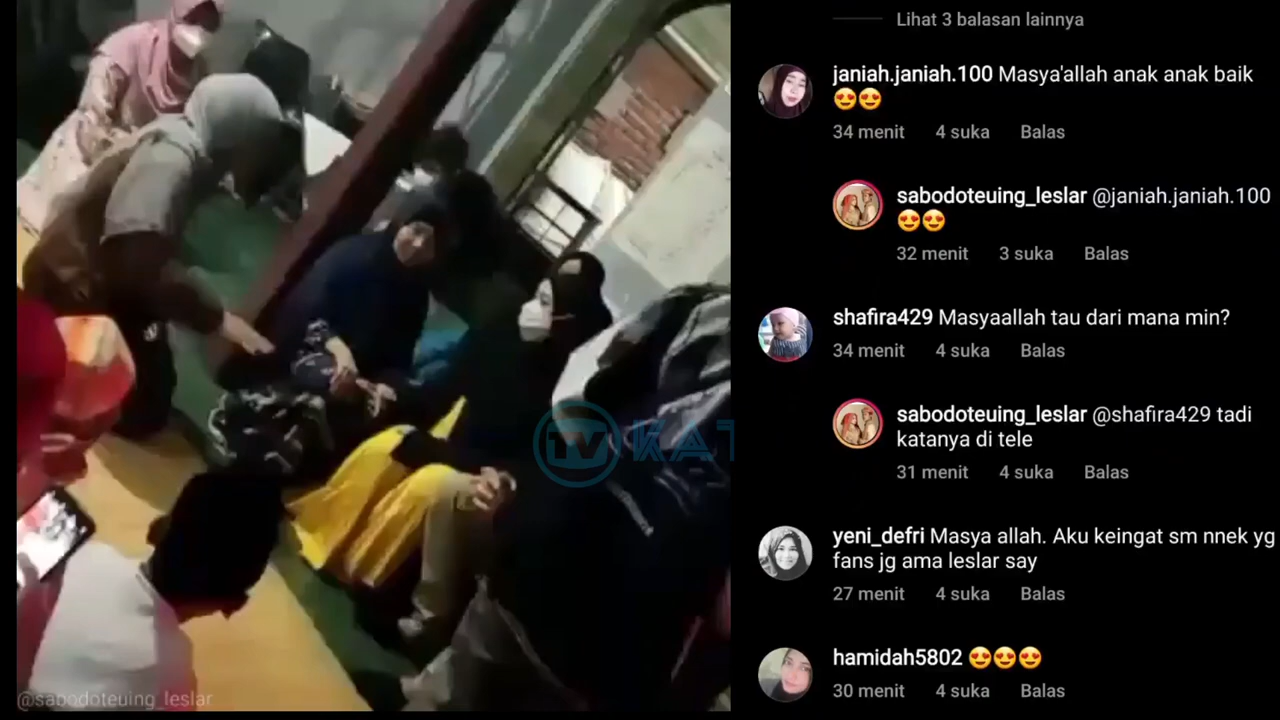 TV KAT
@sabodoteuing_leslar
Lihat 3 balasan lainnya
janiah.janiah.100 Masya'allah anak anak baik
😍😍
34 menit 4 suka Balas
sabodoteuing_leslar @janiah.janiah.100
😍😍
32 menit 3 suka Balas
shafira429 Masyaallah tau dari mana min?
34 menit 4 suka Balas
sabodoteuing_leslar @shafira429 tadi
katanya di tele
31 menit 4 suka Balas
yeni_defri Masya allah. Aku keingat sm nnek yg
fans jg ama leslar say
27 menit 4 suka Balas
hamidah5802 😍😍😍
30 menit 4 suka Balas